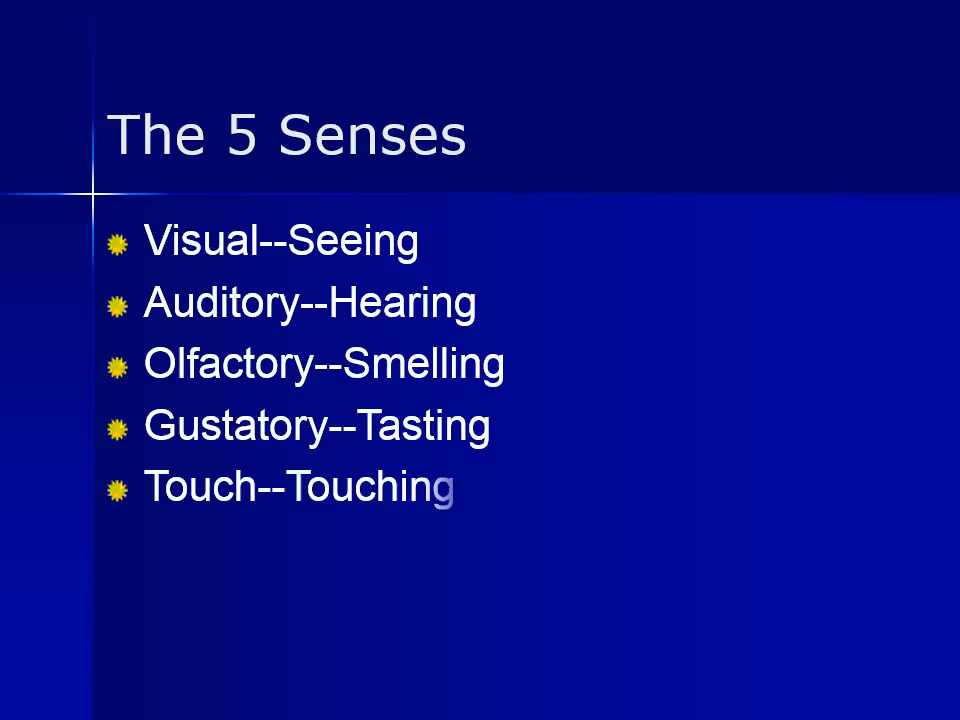 The 5 Senses
Visual--Seeing
Auditory--Hearing
Olfactory--Smelling
Gustatory--Tasting
Touch--Touching